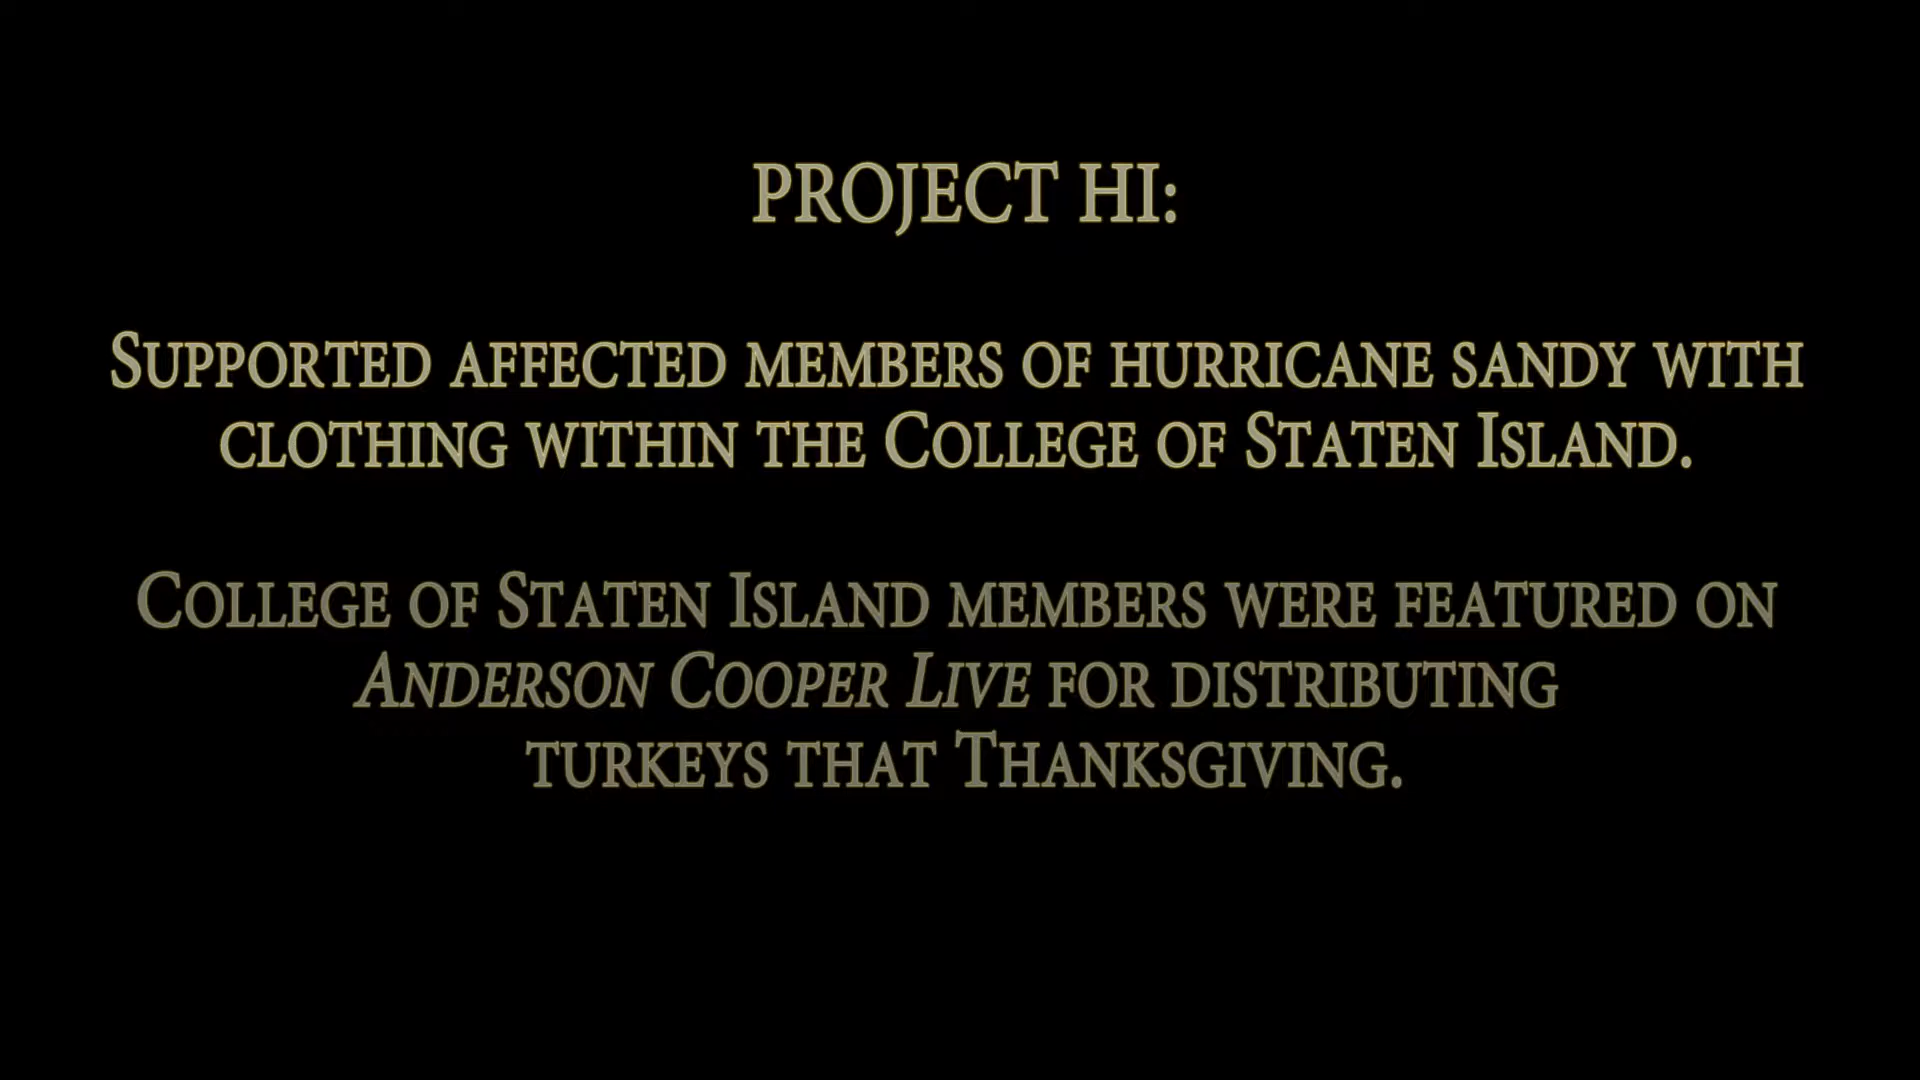 PROJECT HI:
SUPPORTED AFFECTED MEMBERS OF HURRICANE SANDY WITH
CLOTHING WITHIN THE COLLEGE OF STATEN ISLAND.
COLLEGE OF STATEN ISLAND MEMBERS WERE FEATURED ON
ANDERSON COOPER LIVE FOR DISTRIBUTING
TURKEYS THAT THANKSGIVING.